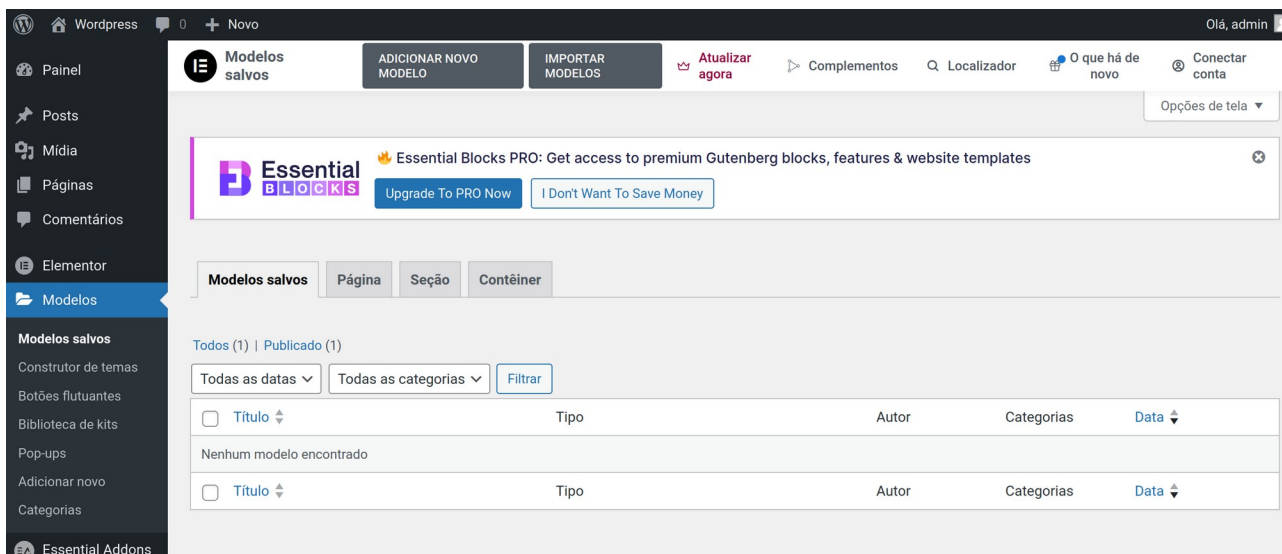 Wordpress 0 Novo Olá, admin
Painel
Posts
Mídia
Páginas
Comentários
Elementor
Modelos
Modelos salvos
Construtor de temas
Botões flutuantes
Biblioteca de kits
Pop-ups
Adicionar novo
Categorias
Essential Addons
Modelos
salvos
ADICIONAR NOVO
MODELO
IMPORTAR
MODELOS
Atualizar
agora
Complementos
Localizador
O que há de
novo
Conectar
conta
Opções de tela ▼
Essential
BLOCKS
🔥 Essential Blocks PRO: Get access to premium Gutenberg blocks, features & website templates
Upgrade To PRO Now I Don't Want To Save Money
Modelos salvos Página Seção Contêiner
Todos (1) | Publicado (1)
Todas as datas Todas as categorias Filtrar
Título Tipo Autor Categorias Data
Nenhum modelo encontrado
Título Tipo Autor Categorias Data